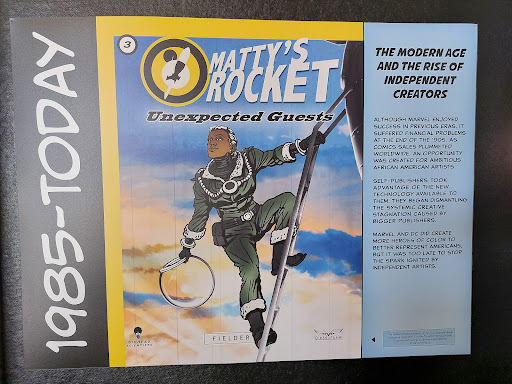 1985-TODAY
3
MATTY'S
ROCKET
Unexpected Guests
FIELDER
THE MODERN AGE
AND THE RISE OF
INDEPENDENT
CREATORS
ALTHOUGH MARVEL ENJOYED
SUCCESS IN PREVIOUS ERAS, IT
SUFFERED FINANCIAL PROBLEMS
AT THE END OF THE '90S. AS
COMICS SALES PLUMMETED
WORLDWIDE, AN OPPORTUNITY
WAS CREATED FOR AMBITIOUS
AFRICAN AMERICAN ARTISTS.
SELF-PUBLISHERS TOOK
ADVANTAGE OF THE NEW
TECHNOLOGY AVAILABLE TO
THEM. THEY BEGAN DISMANTLING
THE SYSTEMIC CREATIVE
STAGNATION CAUSED BY
BIGGER PUBLISHERS.
MARVEL AND DC DID CREATE
MORE HEROES OF COLOR TO
BETTER REPRESENT AMERICANS,
BUT IT WAS TOO LATE TO STOP
THE SPARK IGNITED BY
INDEPENDENT ARTISTS.